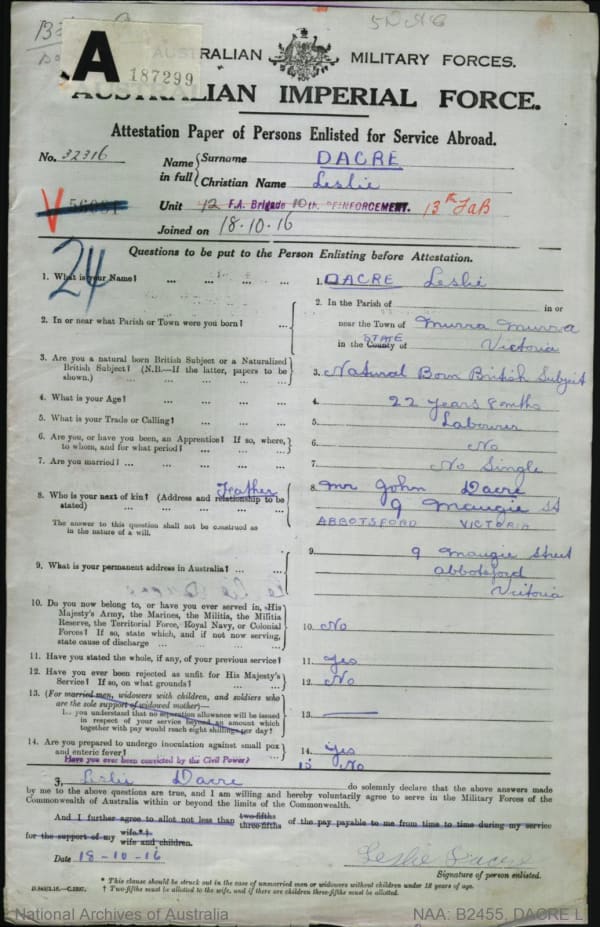 5DAC
A 187299
AUSTRALIAN MILITARY FORCES.
AUSTRALIAN IMPERIAL FORCE.
Attestation Paper of Persons Enlisted for Service Abroad.
No. 32316
Name in full { Surname DACRE
Christian Name Leslie
Unit 12 F.A. Brigade 10th REINFORCEMENT. 13th FaB
Joined on 18.10.16
24
Questions to be put to the Person Enlisting before Attestation.
1. What is your Name? ... ... ... 1. DACRE Leslie
2. In or near what Parish or Town were you born? ... { 2. In the Parish of in or
near the Town of Murra Murra
in the County of STATE Victoria
3. Are you a natural born British Subject or a Naturalized British Subject? (N.B.—If the latter, papers to be shown.) ... } 3. Natural Born British Subject
4. What is your Age? ... 4. 22 years 8 mths
5. What is your Trade or Calling? ... 5. Labourer
6. Are you, or have you been, an Apprentice? If so, where, to whom, and for what period? ... } 6. No
7. Are you married? ... 7. No Single
8. Who is your next of kin? (Address and relationship to be stated) ... Father { 8. Mr John Dacre
9 Maugie St
The answer to this question shall not be construed as in the nature of a will. ABBOTSFORD VICTORIA
9. What is your permanent address in Australia? ... { 9. 9 Maugie Street
Abbotsford
Victoria
10. Do you now belong to, or have you ever served in, His
Majesty's Army, the Marines, the Militia, the Militia
Reserve, the Territorial Force, Royal Navy, or Colonial
Forces? If so, state which, and if not now serving,
state cause of discharge ... } 10. No
11. Have you stated the whole, if any, of your previous service? 11. Yes
12. Have you ever been rejected as unfit for His Majesty's
Service? If so, on what grounds? } 12. No
13. (For married men, widowers with children, and soldiers who
are the sole support of widowed mother)—
Do you understand that no separation allowance will be issued
in respect of your service beyond an amount which
together with pay would reach eight shillings per day? } 13. —
14. Are you prepared to undergo inoculation against small pox
and enteric fever? } 14. Yes
Have you ever been convicted by the Civil Power? 15 No
I, Leslie Dacre do solemnly declare that the above answers made
by me to the above questions are true, and I am willing and hereby voluntarily agree to serve in the Military Forces of the
Commonwealth of Australia within or beyond the limits of the Commonwealth.
And I further agree to allot not less than two-fifths three-fifths of the pay payable to me from time to time during my service
for the support of my wife.*† wife and children.
Date 18-10-16 Leslie Dacre
Signature of person enlisted.
* This clause should be struck out in the case of unmarried men or widowers without children under 18 years of age.
† Two-fifths must be allotted to the wife, and if there are children three-fifths must be allotted.
National Archives of Australia NAA: B2455, DACRE L